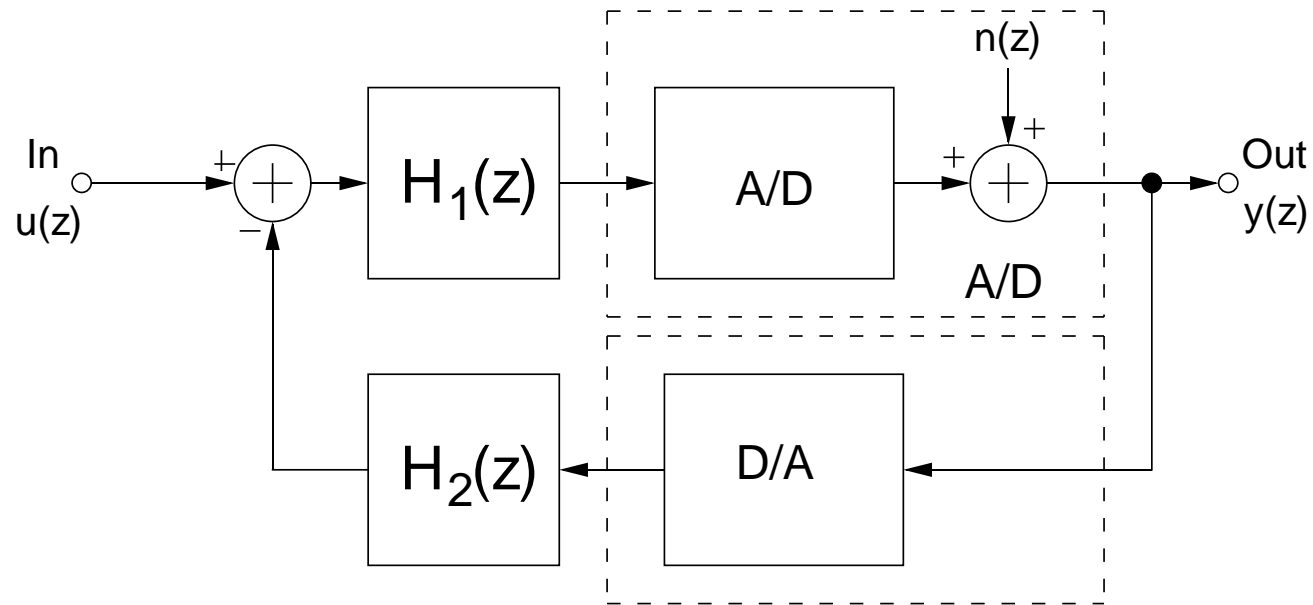 n(z)
+
In
+
H1(z)
A/D
+
Out
u(z)
−
y(z)
A/D
H2(z)
D/A